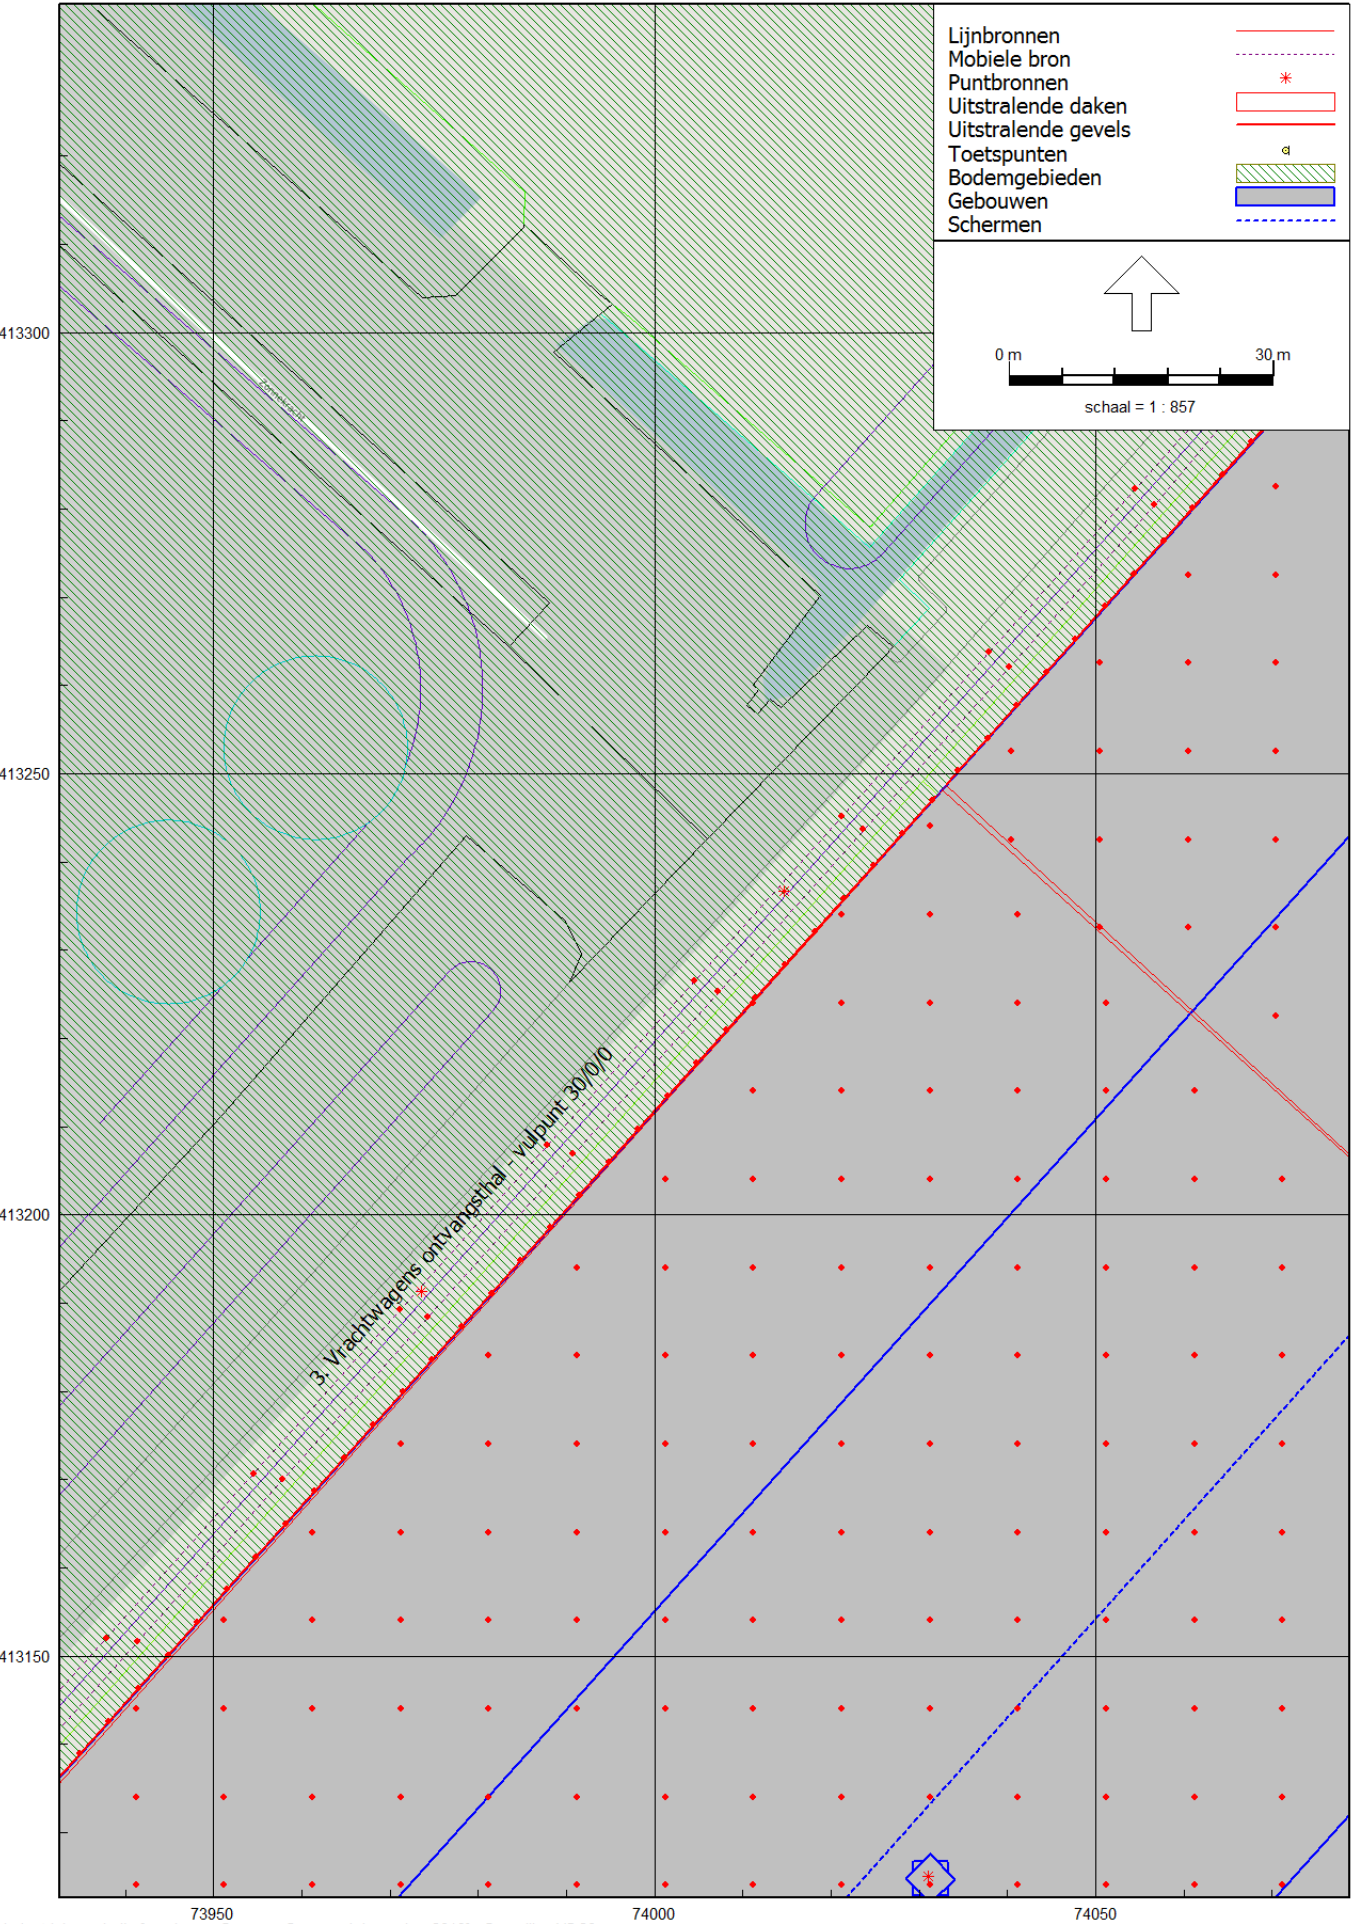 Lijnbronnen
Mobiele bron
Puntbronnen
Uitstralende daken
Uitstralende gevels
Toetspunten
Bodemgebieden
Gebouwen
Schermen
0 m 30 m
schaal = 1 : 857
413300
Zonnekracht
413250
3. Vrachtwagens ontvangsthal - vulpunt 30/0/0
413200
413150
73950 74000 74050